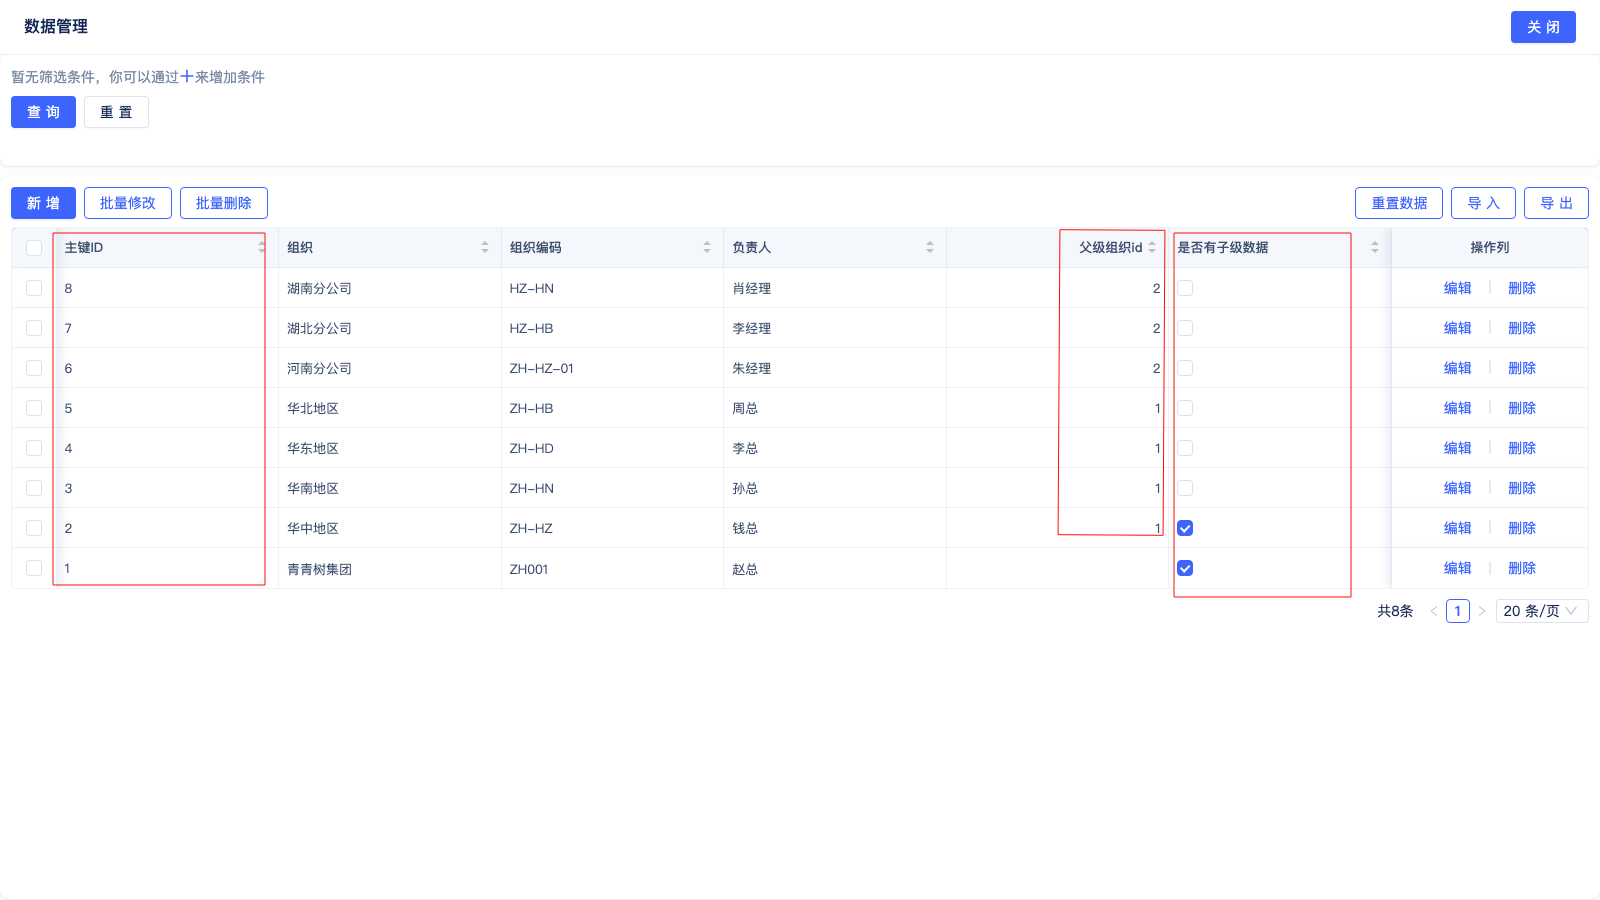 数据管理
关 闭
暂无筛选条件，你可以通过+来增加条件
查 询 重 置
新 增 批量修改 批量删除 重置数据 导 入 导 出
主键ID 组织 组织编码 负责人 父级组织id 是否有子级数据 操作列
8 湖南分公司 HZ-HN 肖经理 2 编辑 删除
7 湖北分公司 HZ-HB 李经理 2 编辑 删除
6 河南分公司 ZH-HZ-01 朱经理 2 编辑 删除
5 华北地区 ZH-HB 周总 1 编辑 删除
4 华东地区 ZH-HD 李总 1 编辑 删除
3 华南地区 ZH-HN 孙总 1 编辑 删除
2 华中地区 ZH-HZ 钱总 1 编辑 删除
1 青青树集团 ZH001 赵总 编辑 删除
共8条 < 1 > 20 条/页